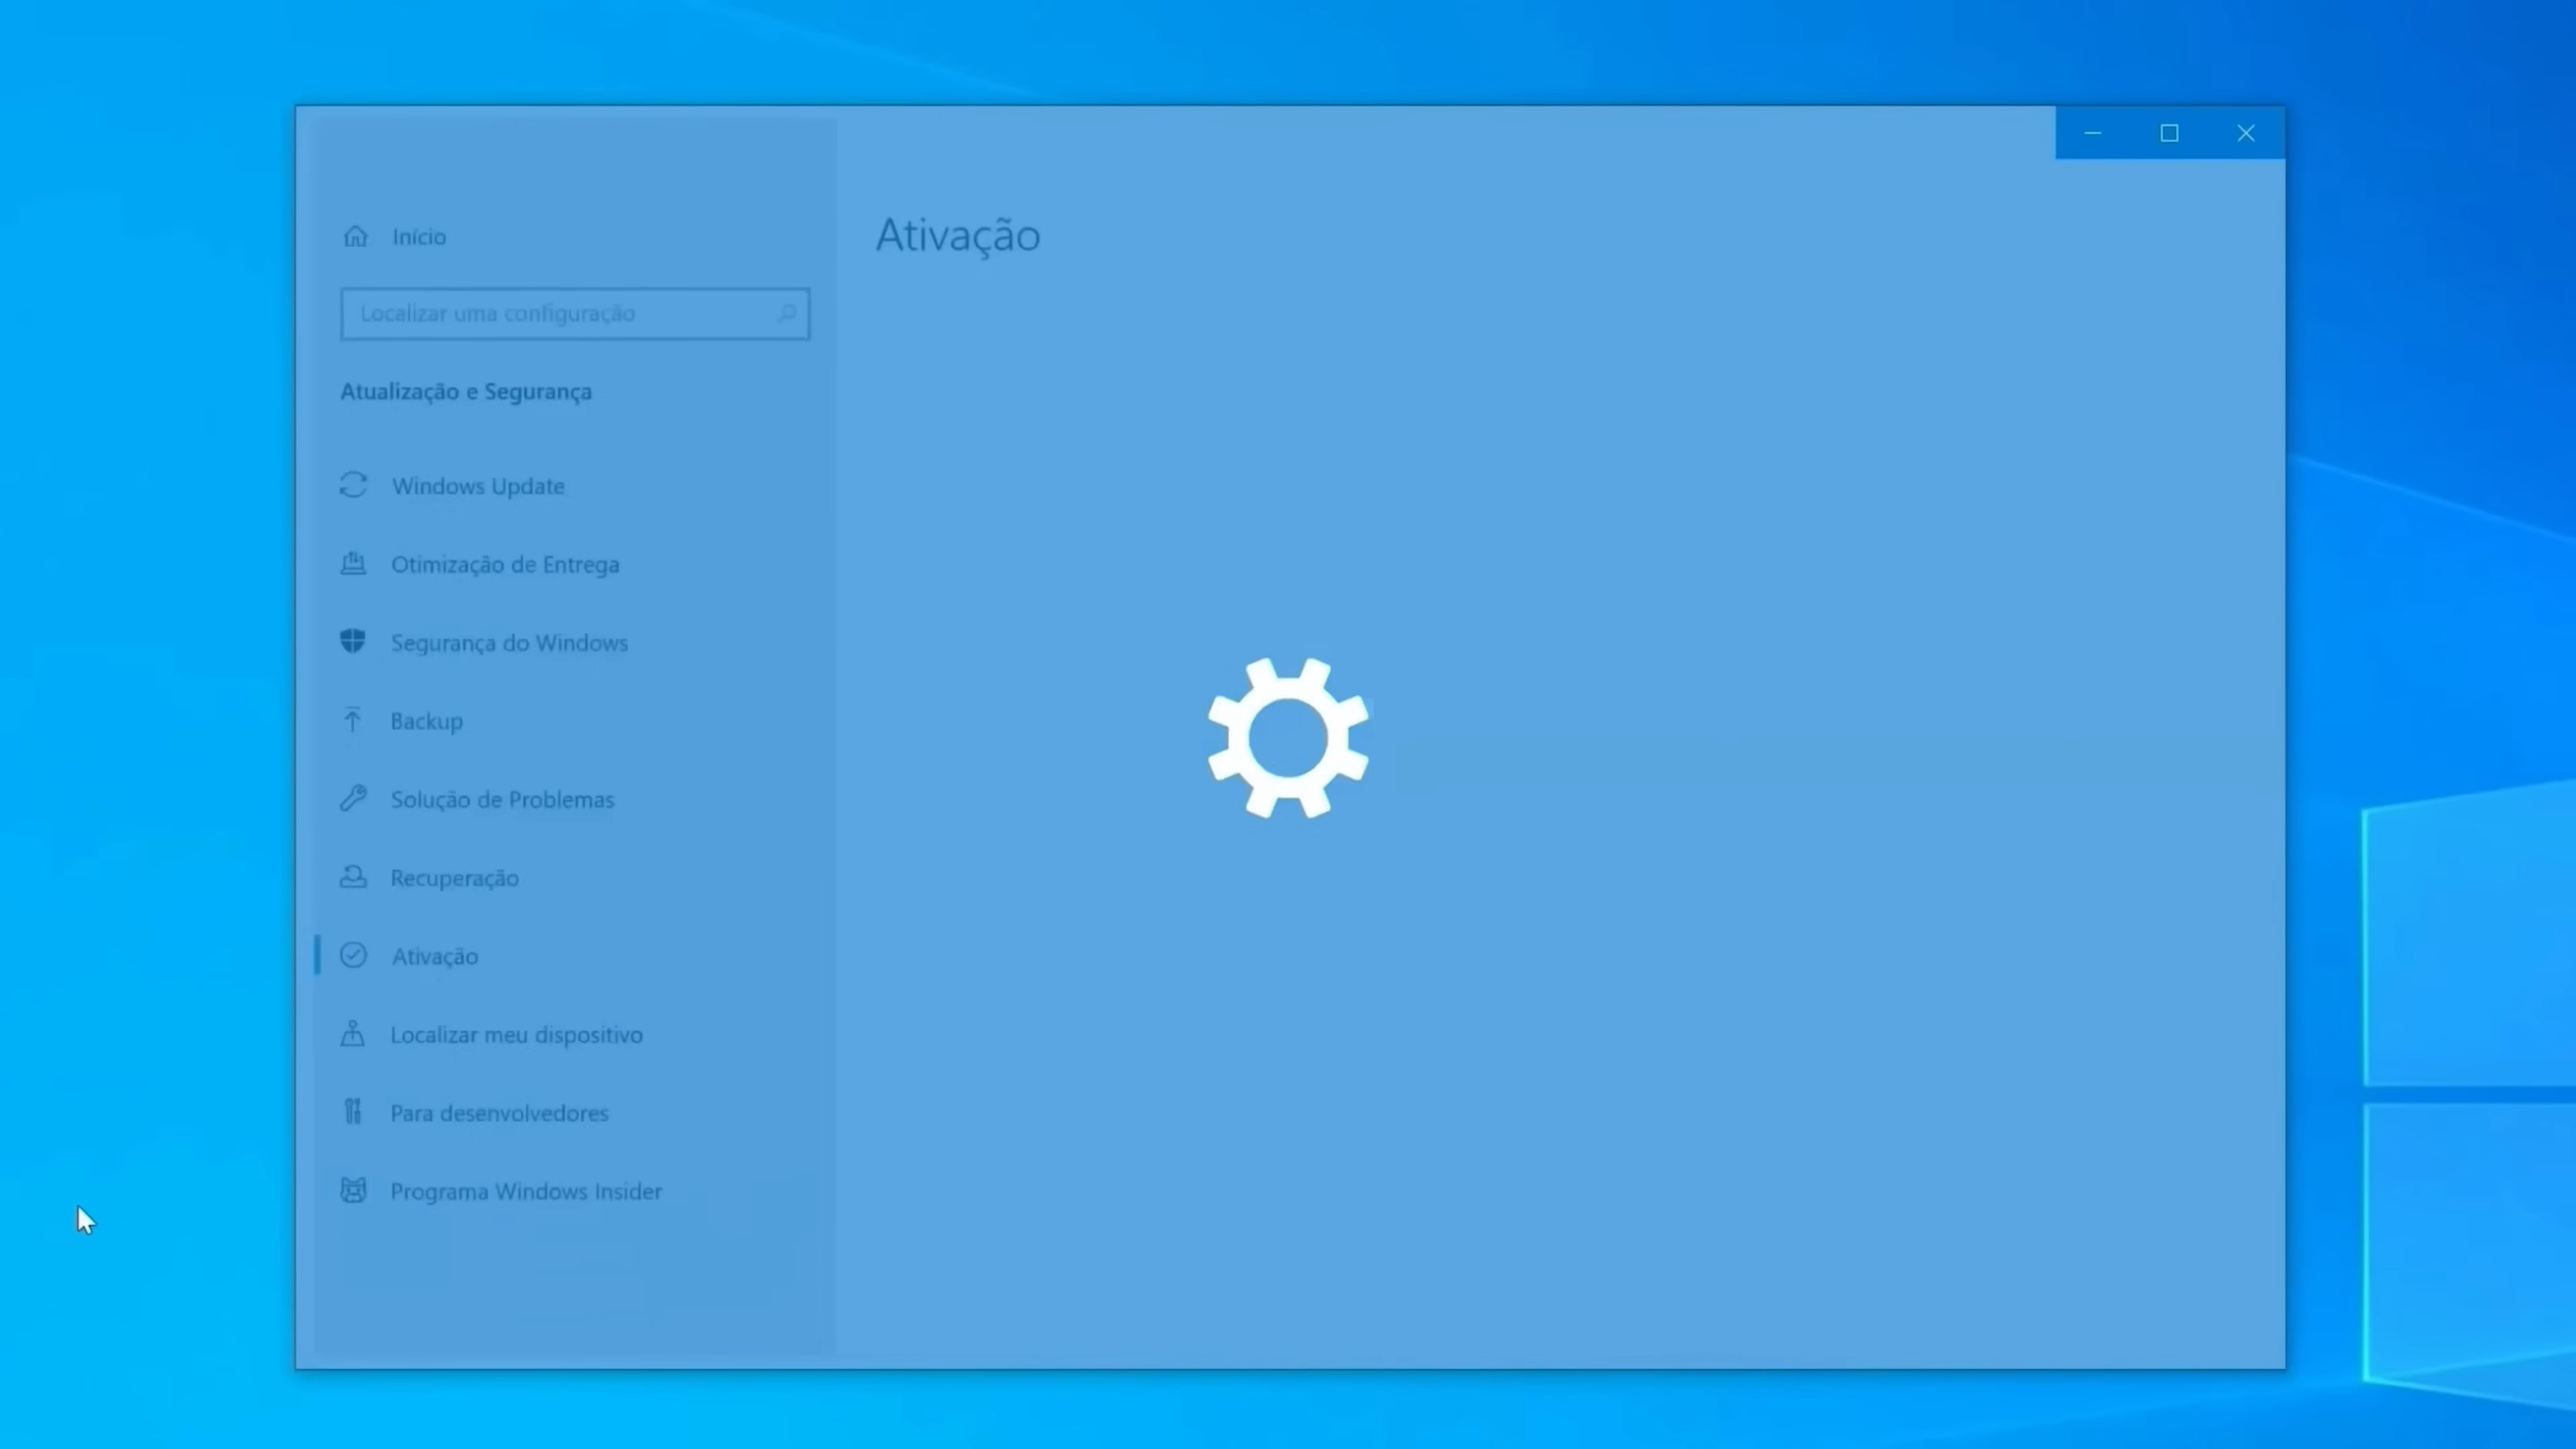 Início
Ativação
Localizar uma configuração
Atualização e Segurança
Windows Update
Otimização de Entrega
Segurança do Windows
Backup
Solução de Problemas
Recuperação
Ativação
Localizar meu dispositivo
Para desenvolvedores
Programa Windows Insider